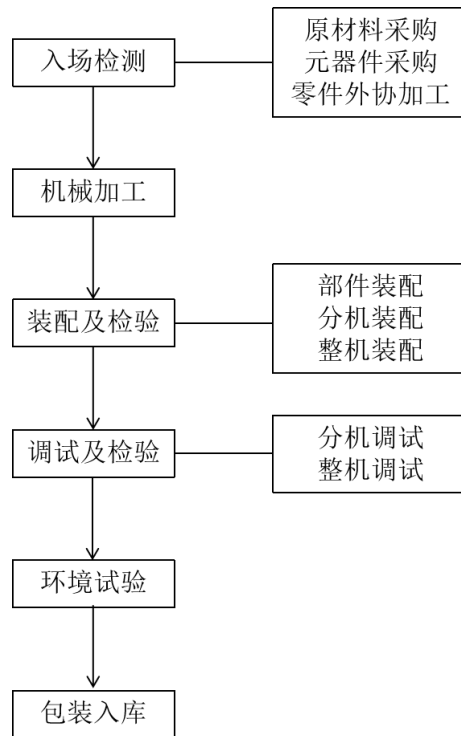 入场检测
原材料采购
元器件采购
零件外协加工
机械加工
装配及检验
部件装配
分机装配
整机装配
调试及检验
分机调试
整机调试
环境试验
包装入库